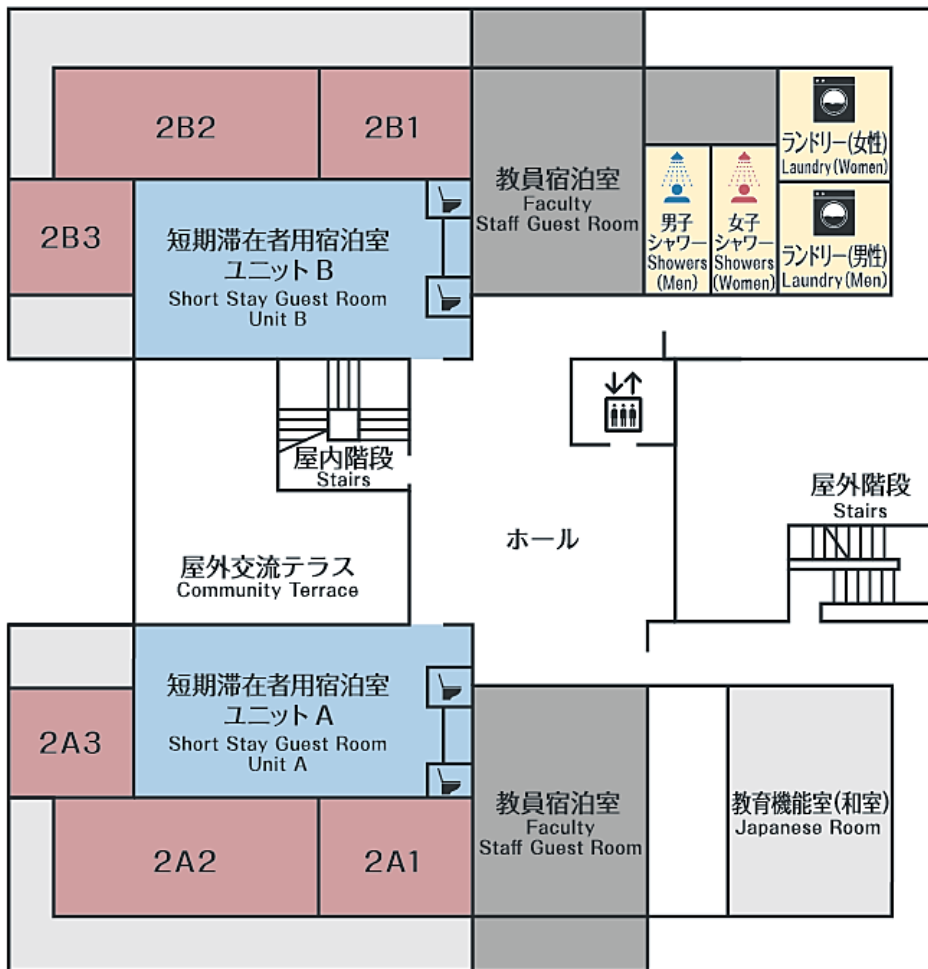 2B2
2B1
2B3
短期滞在者用宿泊室
ユニット B
Short Stay Guest Room
Unit B
教員宿泊室
Faculty
Staff Guest Room
男子
シャワー
Showers
(Men)
女子
シャワー
Showers
(Women)
ランドリー(女性)
Laundry (Women)
ランドリー(男性)
Laundry (Men)
屋内階段
Stairs
屋外交流テラス
Community Terrace
ホール
屋外階段
Stairs
短期滞在者用宿泊室
ユニット A
Short Stay Guest Room
Unit A
2A3
2A2
2A1
教員宿泊室
Faculty
Staff Guest Room
教育機能室(和室)
Japanese Room